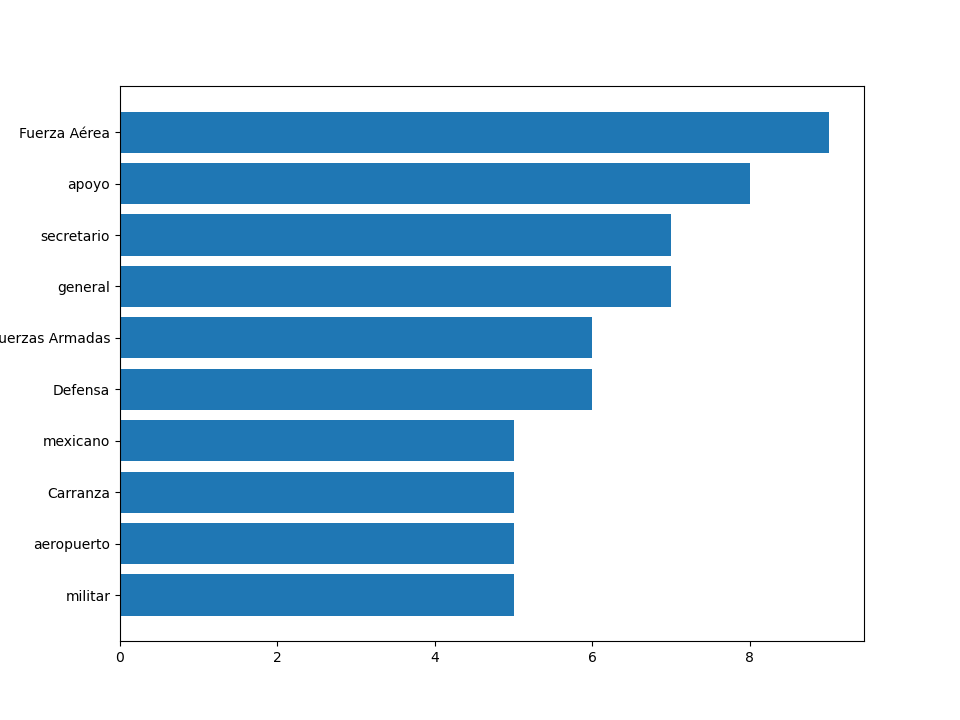 Fuerza Aérea
apoyo
secretario
general
uerzas Armadas
Defensa
mexicano
Carranza
aeropuerto
militar
0 2 4 6 8